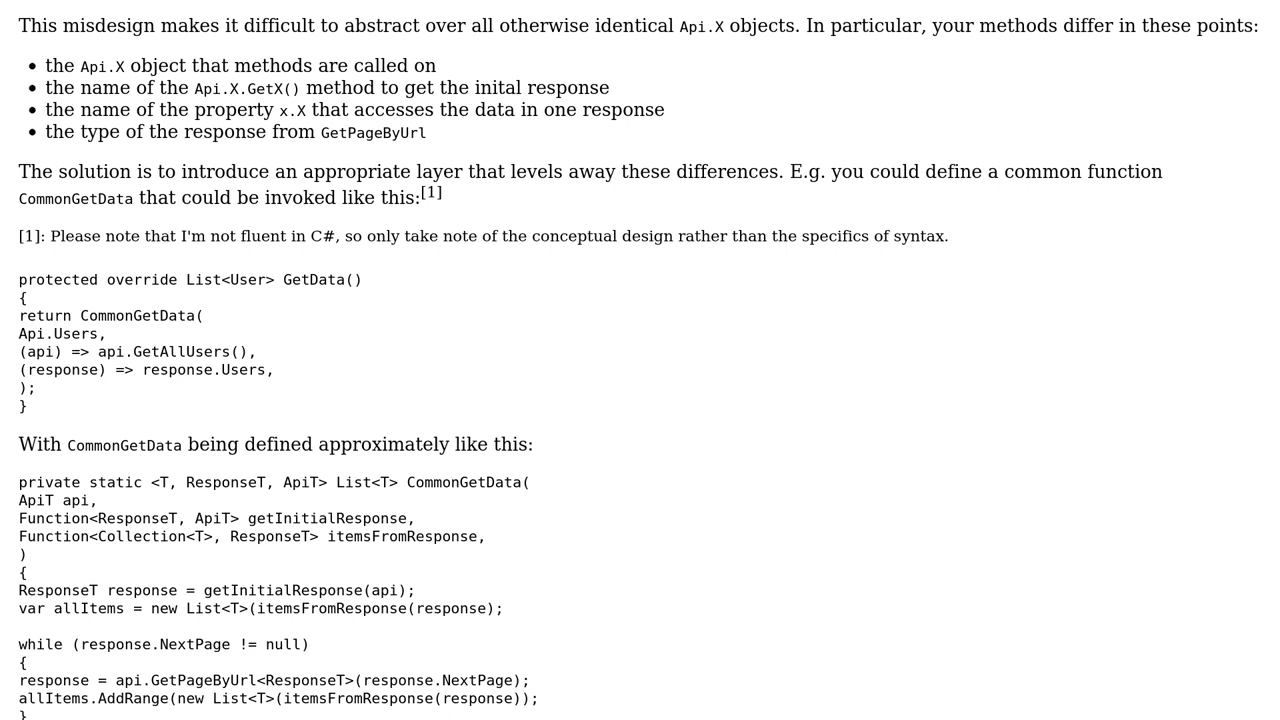 This misdesign makes it difficult to abstract over all otherwise identical Api.X objects. In particular, your methods differ in these points:
• the Api.X object that methods are called on
• the name of the Api.X.GetX() method to get the inital response
• the name of the property x.X that accesses the data in one response
• the type of the response from GetPageByUrl
The solution is to introduce an appropriate layer that levels away these differences. E.g. you could define a common function
CommonGetData that could be invoked like this:[1]
[1]: Please note that I'm not fluent in C#, so only take note of the conceptual design rather than the specifics of syntax.
protected override List<User> GetData()
{
return CommonGetData(
Api.Users,
(api) => api.GetAllUsers(),
(response) => response.Users,
);
}
With CommonGetData being defined approximately like this:
private static <T, ResponseT, ApiT> List<T> CommonGetData(
ApiT api,
Function<ResponseT, ApiT> getInitialResponse,
Function<Collection<T>, ResponseT> itemsFromResponse,
)
{
ResponseT response = getInitialResponse(api);
var allItems = new List<T>(itemsFromResponse(response);
while (response.NextPage != null)
{
response = api.GetPageByUrl<ResponseT>(response.NextPage);
allItems.AddRange(new List<T>(itemsFromResponse(response));
}